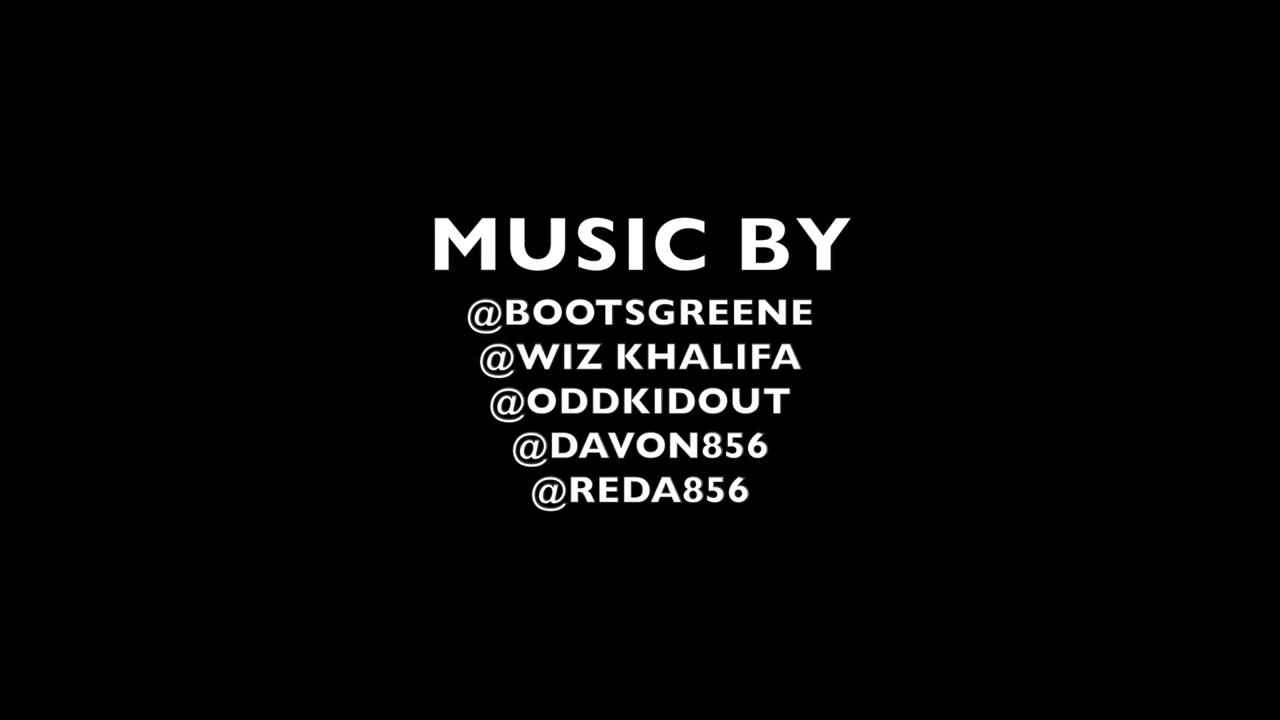 MUSIC BY
@BOOTSGREENE
@WIZ KHALIFA
@ODDKIDOUT
@DAVON856
@REDA856